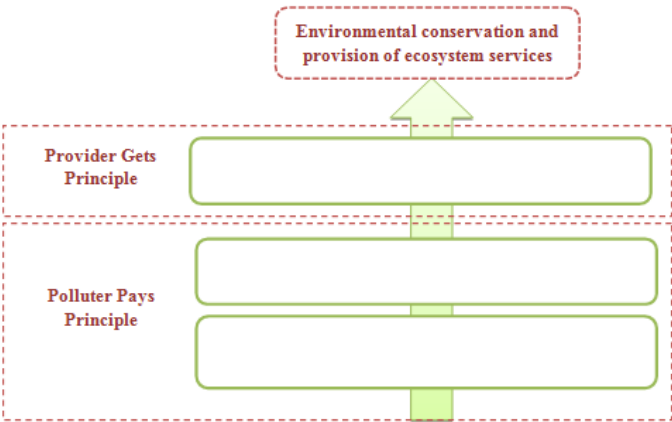 Environmental conservation and
provision of ecosystem services
Provider Gets
Principle
Polluter Pays
Principle